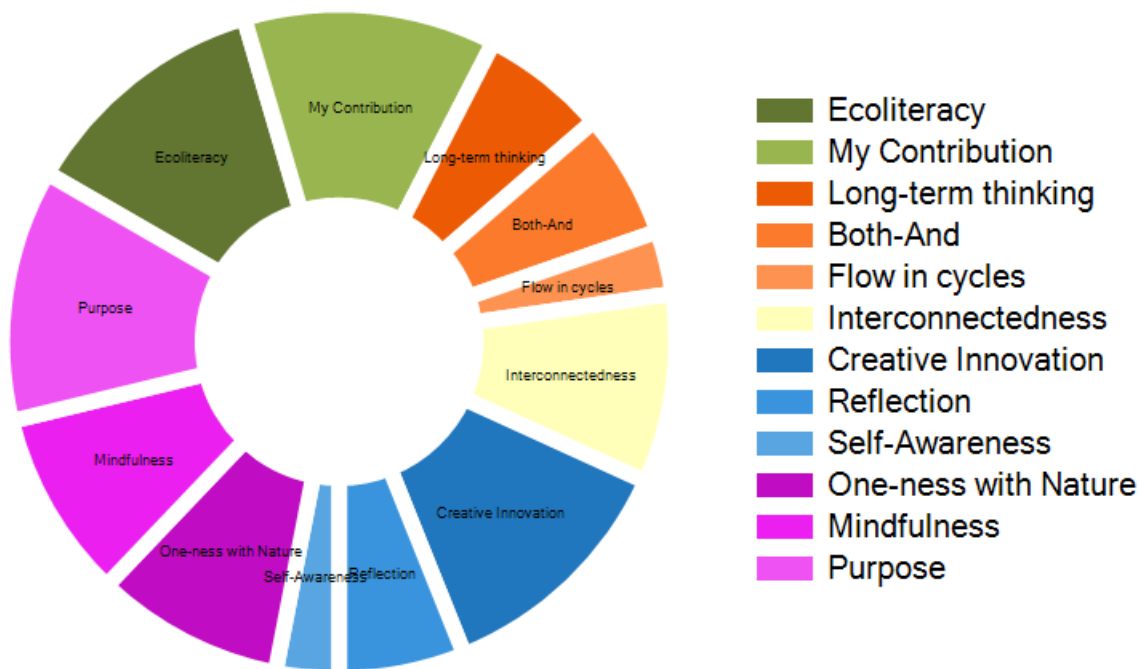 My Contribution
Ecoliteracy
Long-term thinking
Both-And
Flow in cycles
Purpose
Interconnectedness
Mindfulness
Creative Innovation
One-ness with Nature
Self-Awareness
Reflection
Ecoliteracy
My Contribution
Long-term thinking
Both-And
Flow in cycles
Interconnectedness
Creative Innovation
Reflection
Self-Awareness
One-ness with Nature
Mindfulness
Purpose